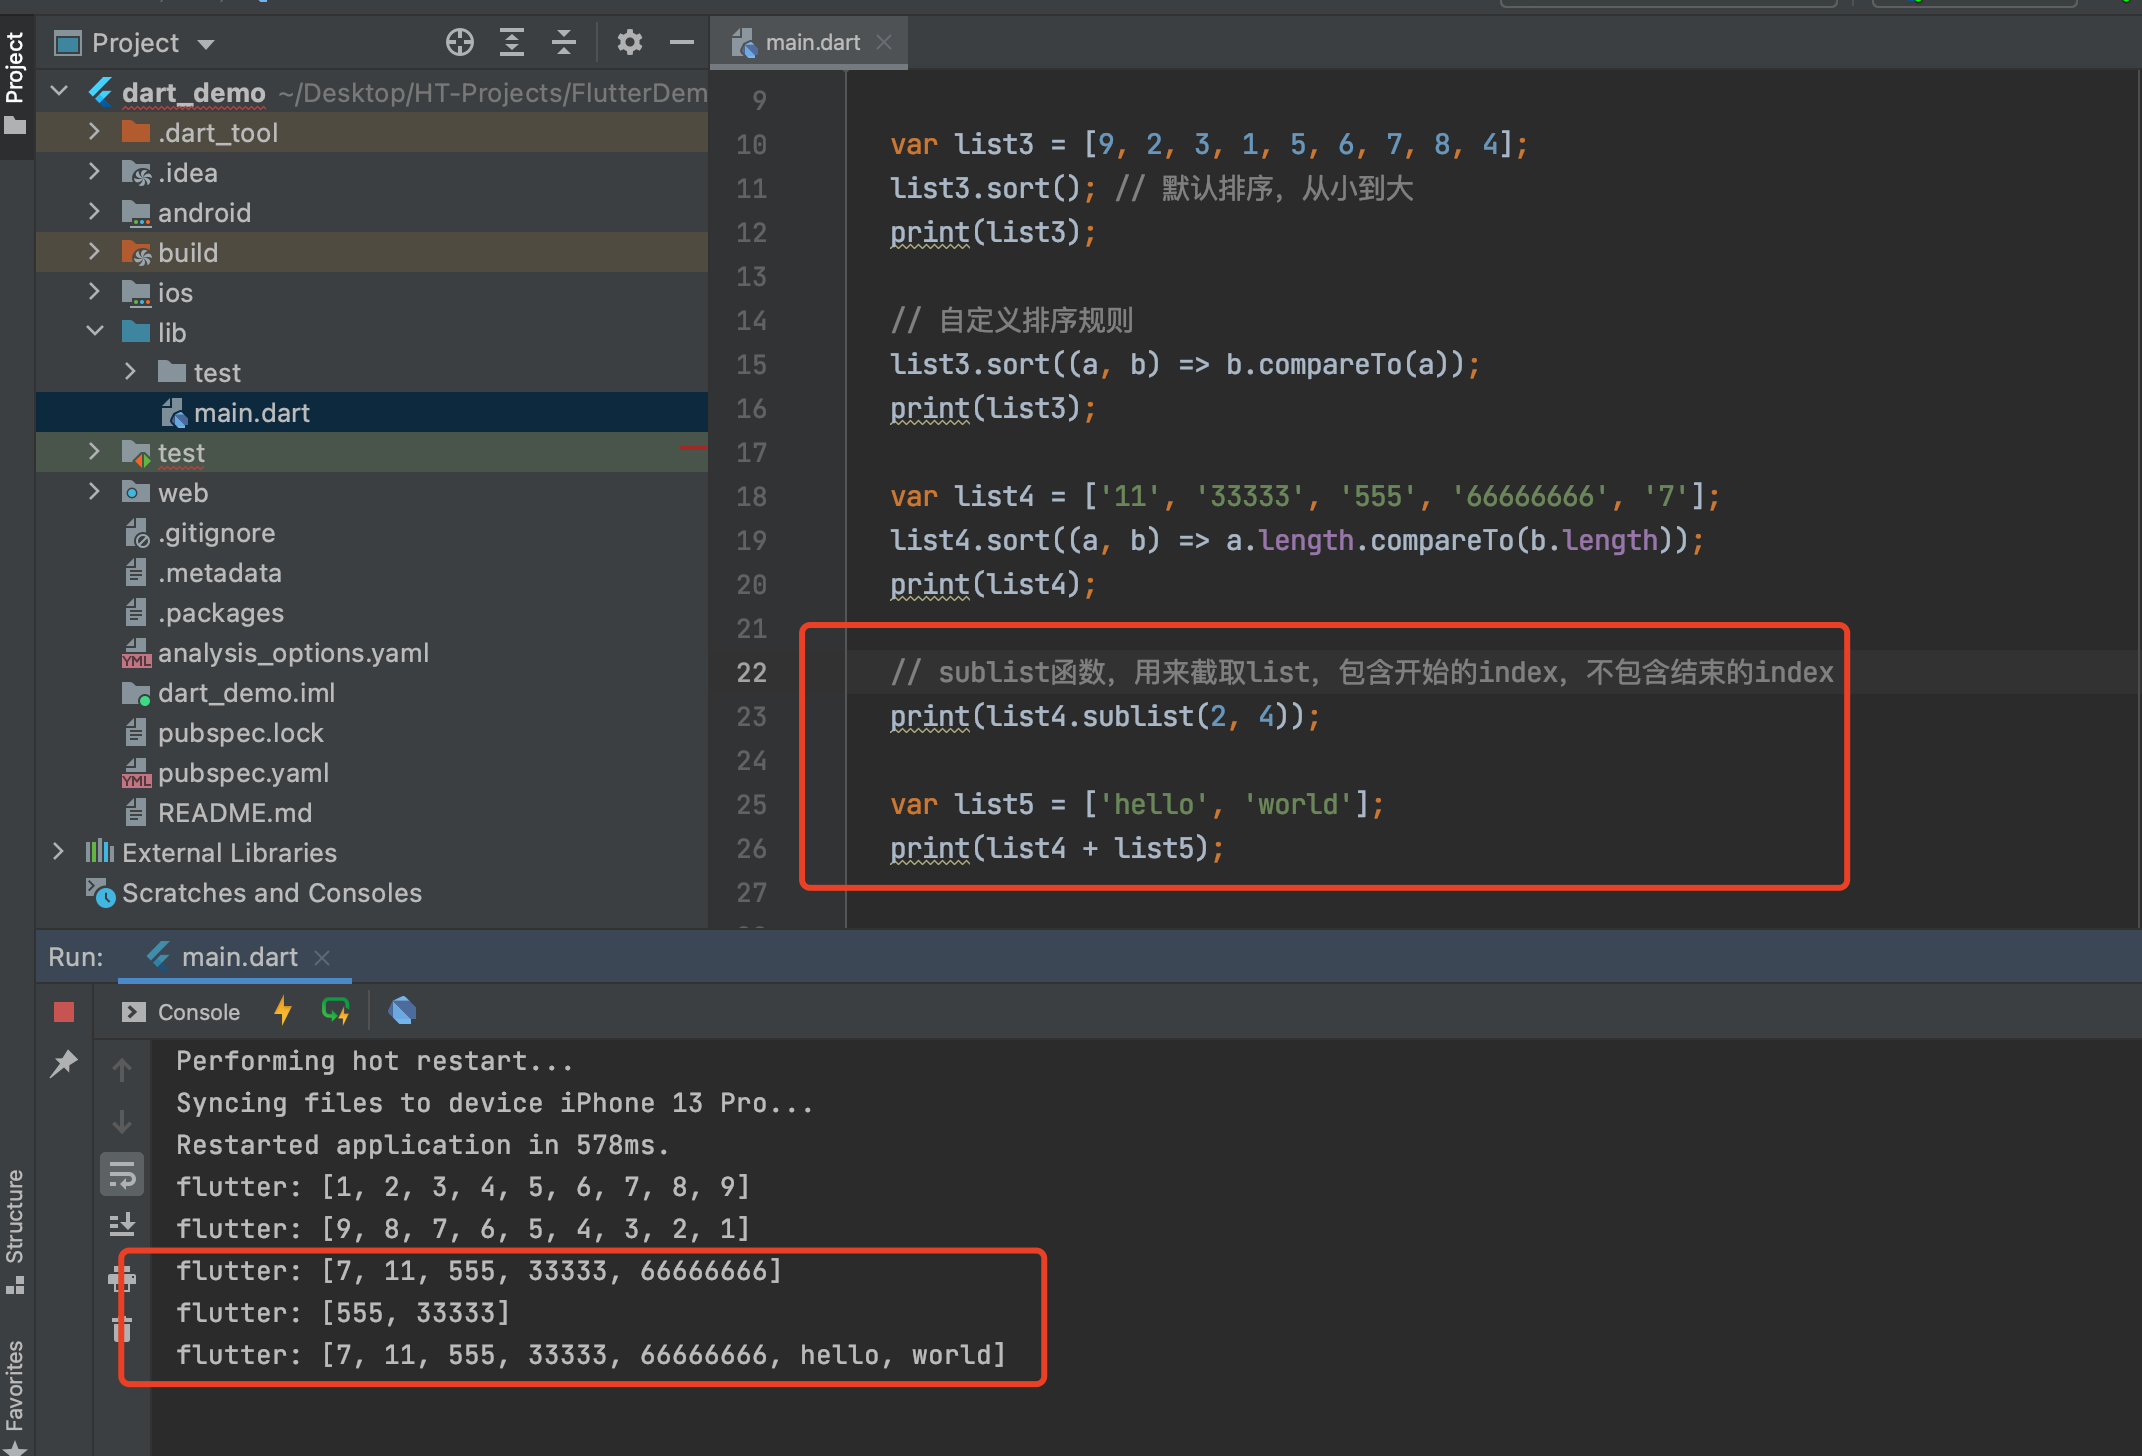 Project
Project
main.dart
dart_demo ~/Desktop/HT-Projects/FlutterDem
.dart_tool
.idea
android
build
ios
lib
test
main.dart
test
web
.gitignore
.metadata
.packages
analysis_options.yaml
dart_demo.iml
pubspec.lock
pubspec.yaml
README.md
External Libraries
Scratches and Consoles
9
10 var list3 = [9, 2, 3, 1, 5, 6, 7, 8, 4];
11 list3.sort(); // 默认排序，从小到大
12 print(list3);
13
14 // 自定义排序规则
15 list3.sort((a, b) => b.compareTo(a));
16 print(list3);
17
18 var list4 = ['11', '33333', '555', '66666666', '7'];
19 list4.sort((a, b) => a.length.compareTo(b.length));
20 print(list4);
21
22 // sublist函数，用来截取list，包含开始的index，不包含结束的index
23 print(list4.sublist(2, 4));
24
25 var list5 = ['hello', 'world'];
26 print(list4 + list5);
27
Run: main.dart
Console
Performing hot restart...
Syncing files to device iPhone 13 Pro...
Restarted application in 578ms.
flutter: [1, 2, 3, 4, 5, 6, 7, 8, 9]
flutter: [9, 8, 7, 6, 5, 4, 3, 2, 1]
flutter: [7, 11, 555, 33333, 66666666]
flutter: [555, 33333]
flutter: [7, 11, 555, 33333, 66666666, hello, world]
Structure
Favorites